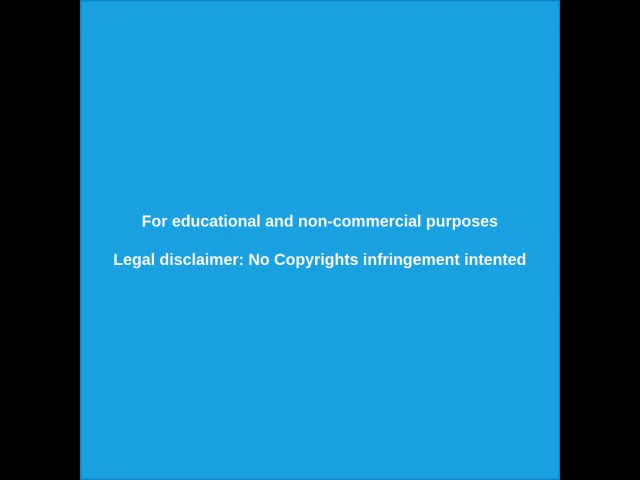 For educational and non-commercial purposes
Legal disclaimer: No Copyrights infringement intented